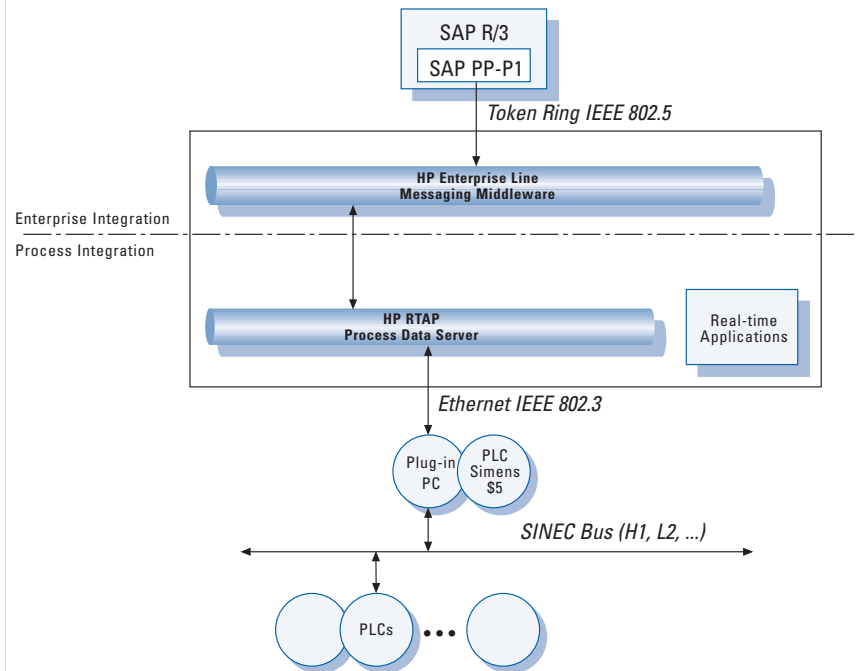 SAP R/3
SAP PP-P1
Token Ring IEEE 802.5
HP Enterprise Line
Messaging Middleware
Enterprise Integration
Process Integration
HP RTAP
Process Data Server
Real-time
Applications
Ethernet IEEE 802.3
Plug-in
PC
PLC
Simens
$5
SINEC Bus (H1, L2, ...)
PLCs